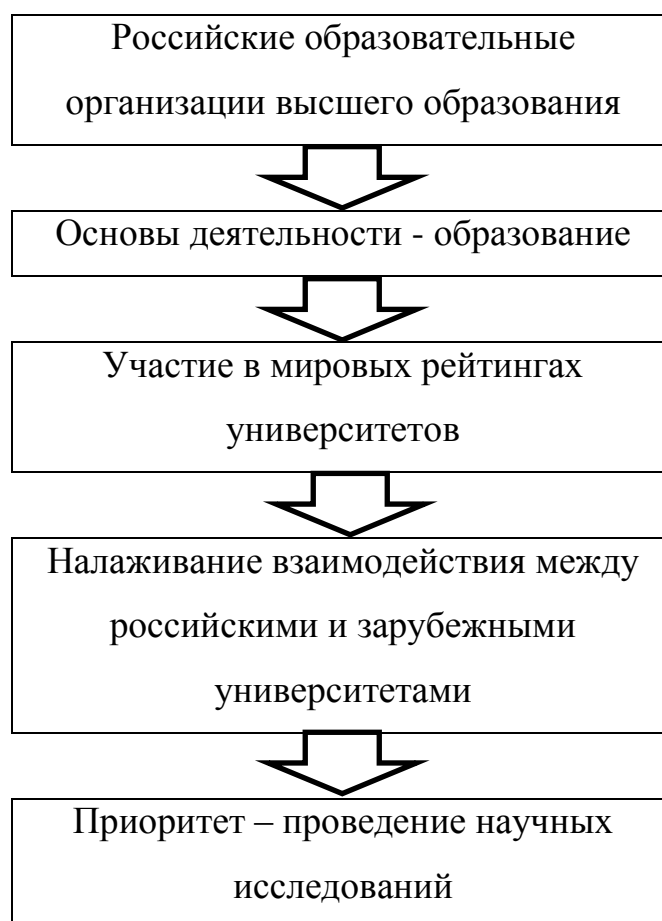 Российские образовательные
организации высшего образования
Основы деятельности - образование
Участие в мировых рейтингах
университетов
Налаживание взаимодействия между
российскими и зарубежными
университетами
Приоритет – проведение научных
исследований